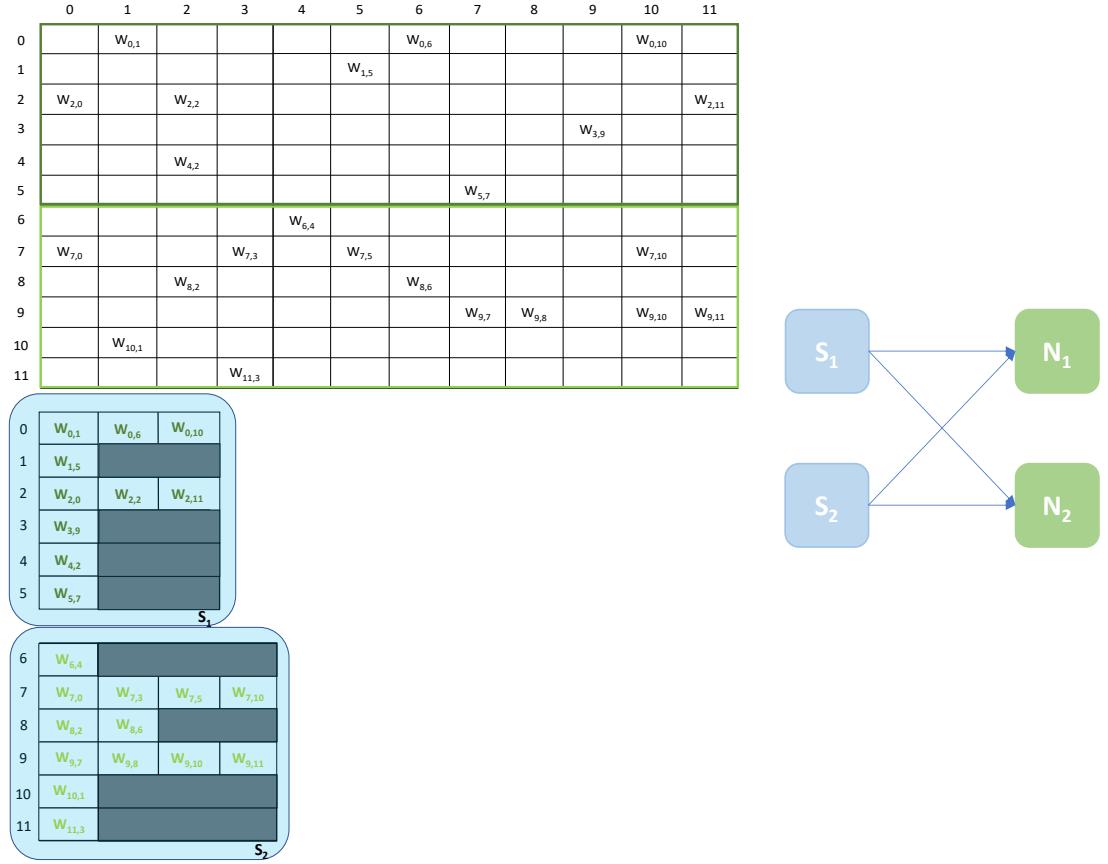 0 1 2 3 4 5 6 7 8 9 10 11
0 W0,1 W0,6 W0,10
1 W1,5
2 W2,0 W2,2 W2,11
3 W3,9
4 W4,2
5 W5,7
6 W6,4
7 W7,0 W7,3 W7,5 W7,10
8 W8,2 W8,6
9 W9,7 W9,8 W9,10 W9,11
10 W10,1
11 W11,3
0 W0,1 W0,6 W0,10
1 W1,5
2 W2,0 W2,2 W2,11
3 W3,9
4 W4,2
5 W5,7
S1
6 W6,4
7 W7,0 W7,3 W7,5 W7,10
8 W8,2 W8,6
9 W9,7 W9,8 W9,10 W9,11
10 W10,1
11 W11,3
S2
S1 N1
S2 N2